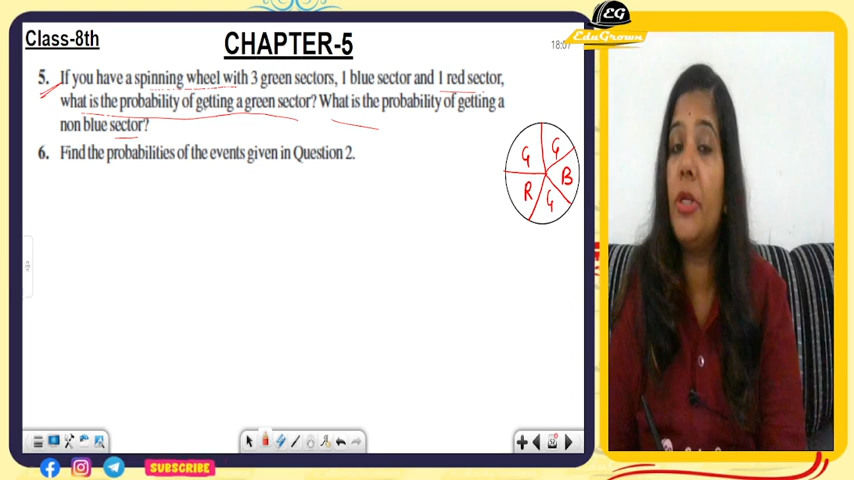 Class-8th
CHAPTER-5
EG
EduGrown
18:07
5. If you have a spinning wheel with 3 green sectors, 1 blue sector and 1 red sector,
what is the probability of getting a green sector? What is the probability of getting a
non blue sector?
6. Find the probabilities of the events given in Question 2.
G G
B
R G
SUBSCRIBE